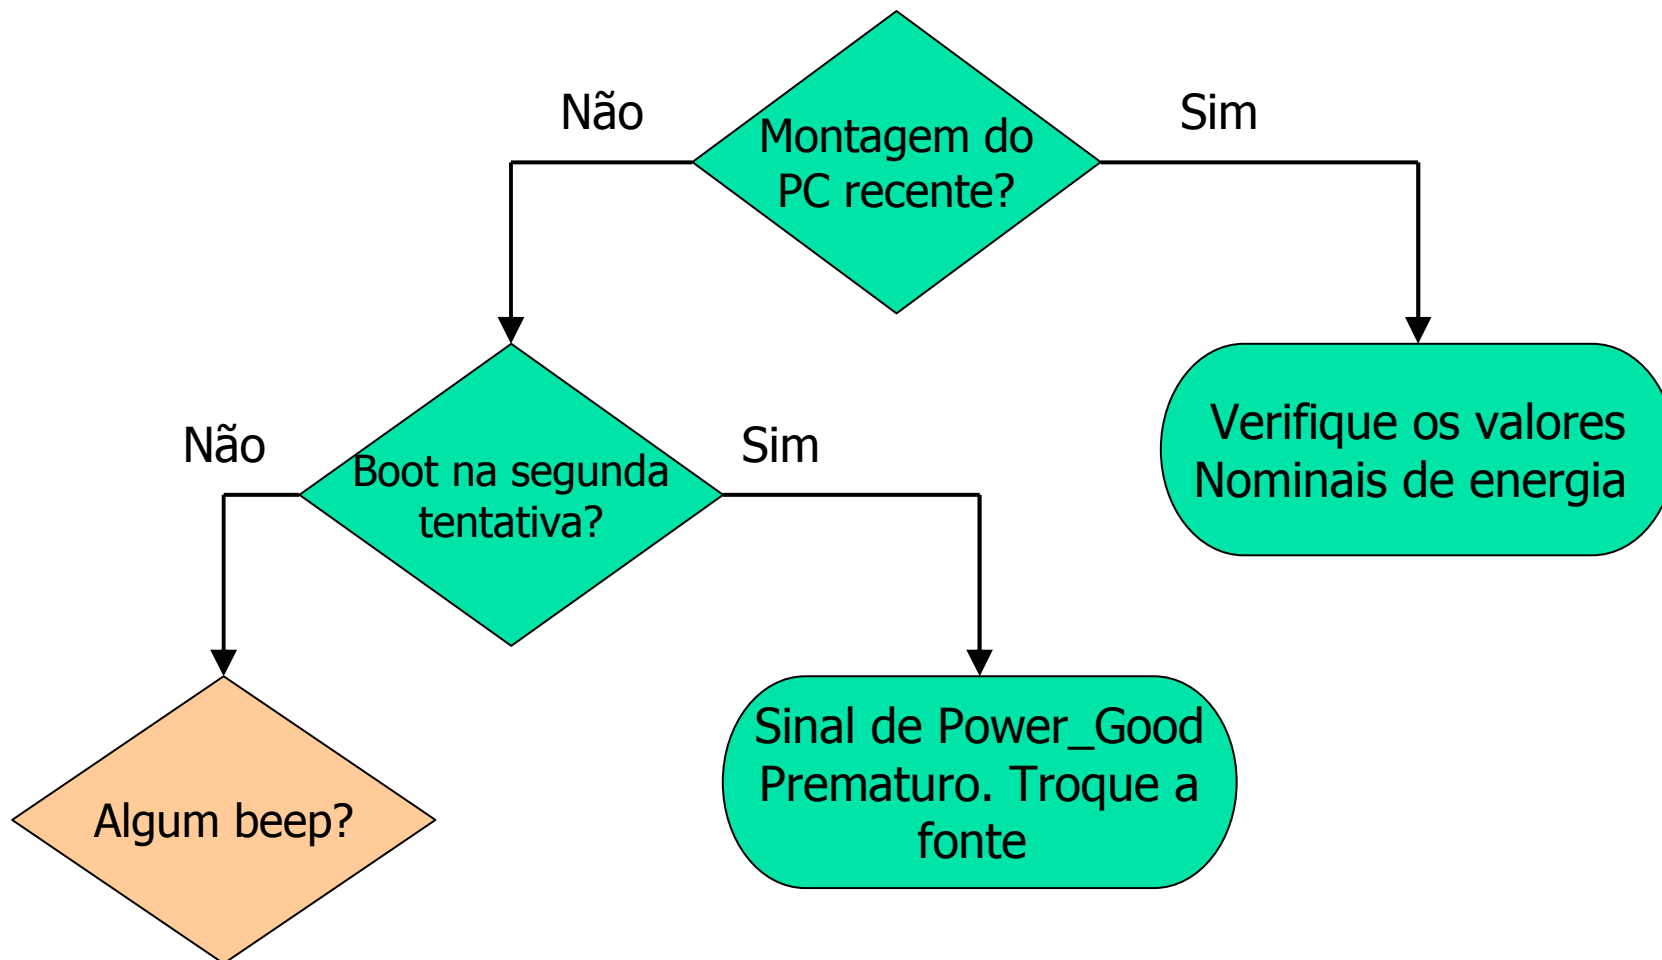 Não
Sim
Montagem do
PC recente?
Não
Sim
Boot na segunda
tentativa?
Verifique os valores
Nominais de energia
Algum beep?
Sinal de Power_Good
Prematuro. Troque a
fonte